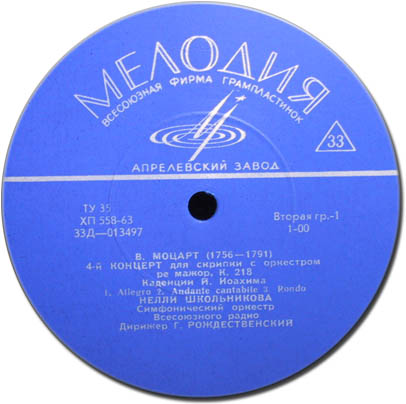 МЕЛОДИЯ
ВСЕСОЮЗНАЯ ФИРМА ГРАМПЛАСТИНОК
33
АПРЕЛЕВСКИЙ ЗАВОД
ТУ 35
ХП 558-63
33Д—013497
Вторая гр.-1
1-00
В. МОЦАРТ (1756—1791)
4-й КОНЦЕРТ для скрипки с оркестром
ре мажор, К. 218
Каденции Й. Иоахима
1. Allegro 2. Andante cantabile 3. Rondo
НЕЛЛИ ШКОЛЬНИКОВА
Симфонический оркестр
Всесоюзного радио
Дирижер Г. РОЖДЕСТВЕНСКИЙ